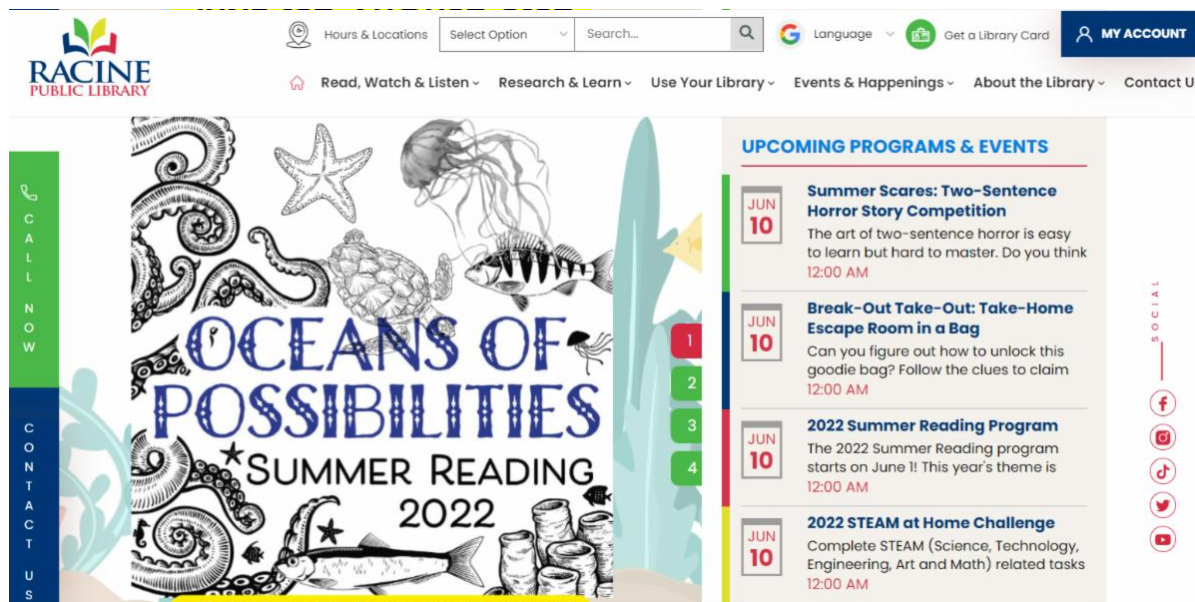 RACINE
PUBLIC LIBRARY
Hours & Locations
Select Option
Search...
Language
Get a Library Card
MY ACCOUNT
Read, Watch & Listen
Research & Learn
Use Your Library
Events & Happenings
About the Library
Contact U
CALL NOW
CONTACT US
OCEANS OF
POSSIBILITIES
SUMMER READING
2022
1
2
3
4
UPCOMING PROGRAMS & EVENTS
JUN
10
Summer Scares: Two-Sentence
Horror Story Competition
The art of two-sentence horror is easy
to learn but hard to master. Do you think
12:00 AM
JUN
10
Break-Out Take-Out: Take-Home
Escape Room in a Bag
Can you figure out how to unlock this
goodie bag? Follow the clues to claim
12:00 AM
JUN
10
2022 Summer Reading Program
The 2022 Summer Reading program
starts on June 1! This year's theme is
12:00 AM
JUN
10
2022 STEAM at Home Challenge
Complete STEAM (Science, Technology,
Engineering, Art and Math) related tasks
12:00 AM
SOCIAL